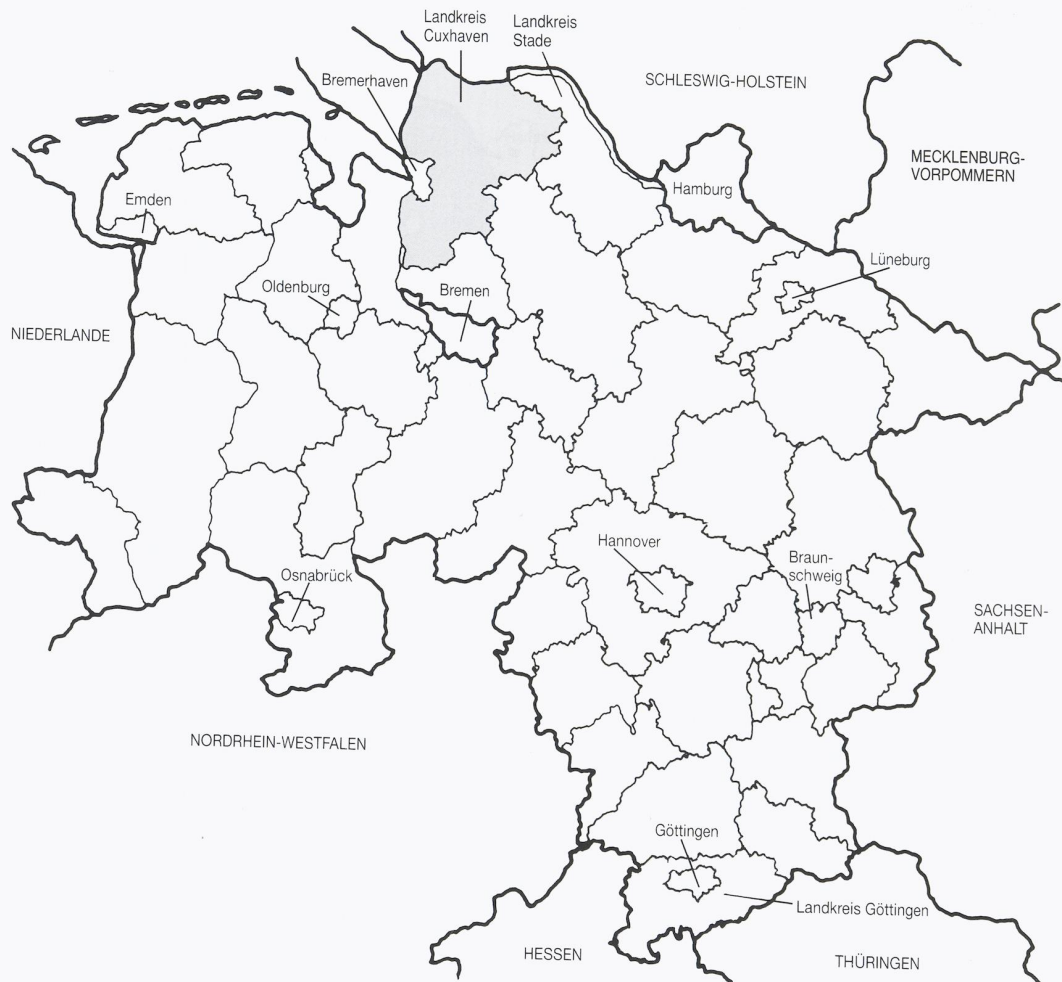 Landkreis
Cuxhaven
Landkreis
Stade
Bremerhaven
SCHLESWIG-HOLSTEIN
MECKLENBURG-
VORPOMMERN
Hamburg
Emden
Lüneburg
Oldenburg
Bremen
NIEDERLANDE
Hannover
Braun-
schweig
Osnabrück
SACHSEN-
ANHALT
NORDRHEIN-WESTFALEN
Göttingen
Landkreis Göttingen
HESSEN
THÜRINGEN